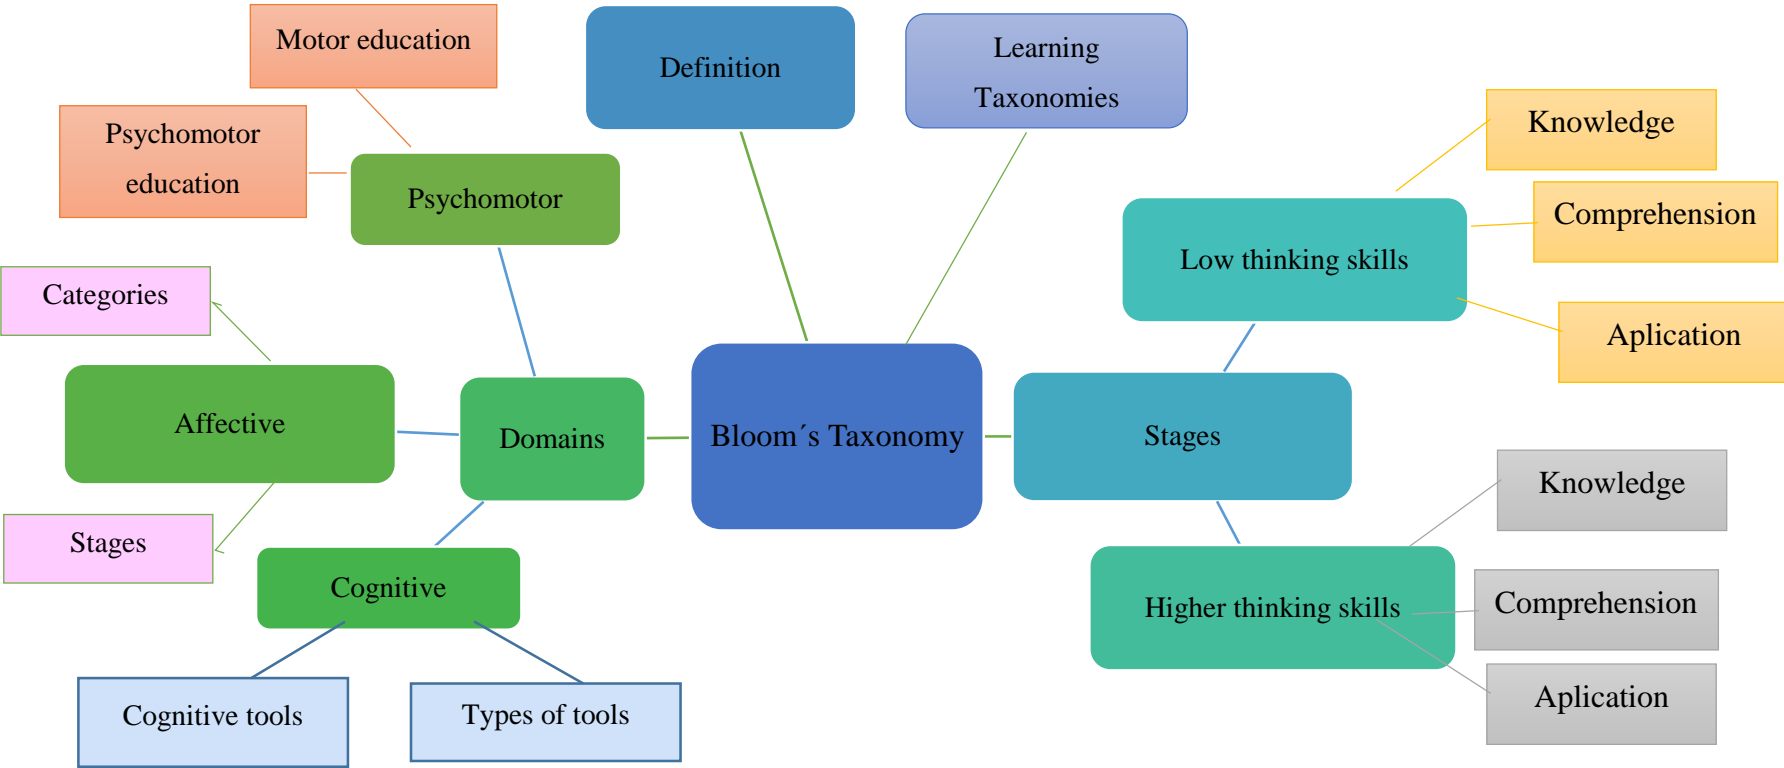 Motor education
Definition
Learning
Taxonomies
Psychomotor
education
Psychomotor
Knowledge
Comprehension
Low thinking skills
Aplication
Categories
Affective
Domains
Bloom´s Taxonomy
Stages
Stages
Cognitive
Knowledge
Higher thinking skills
Comprehension
Aplication
Cognitive tools
Types of tools